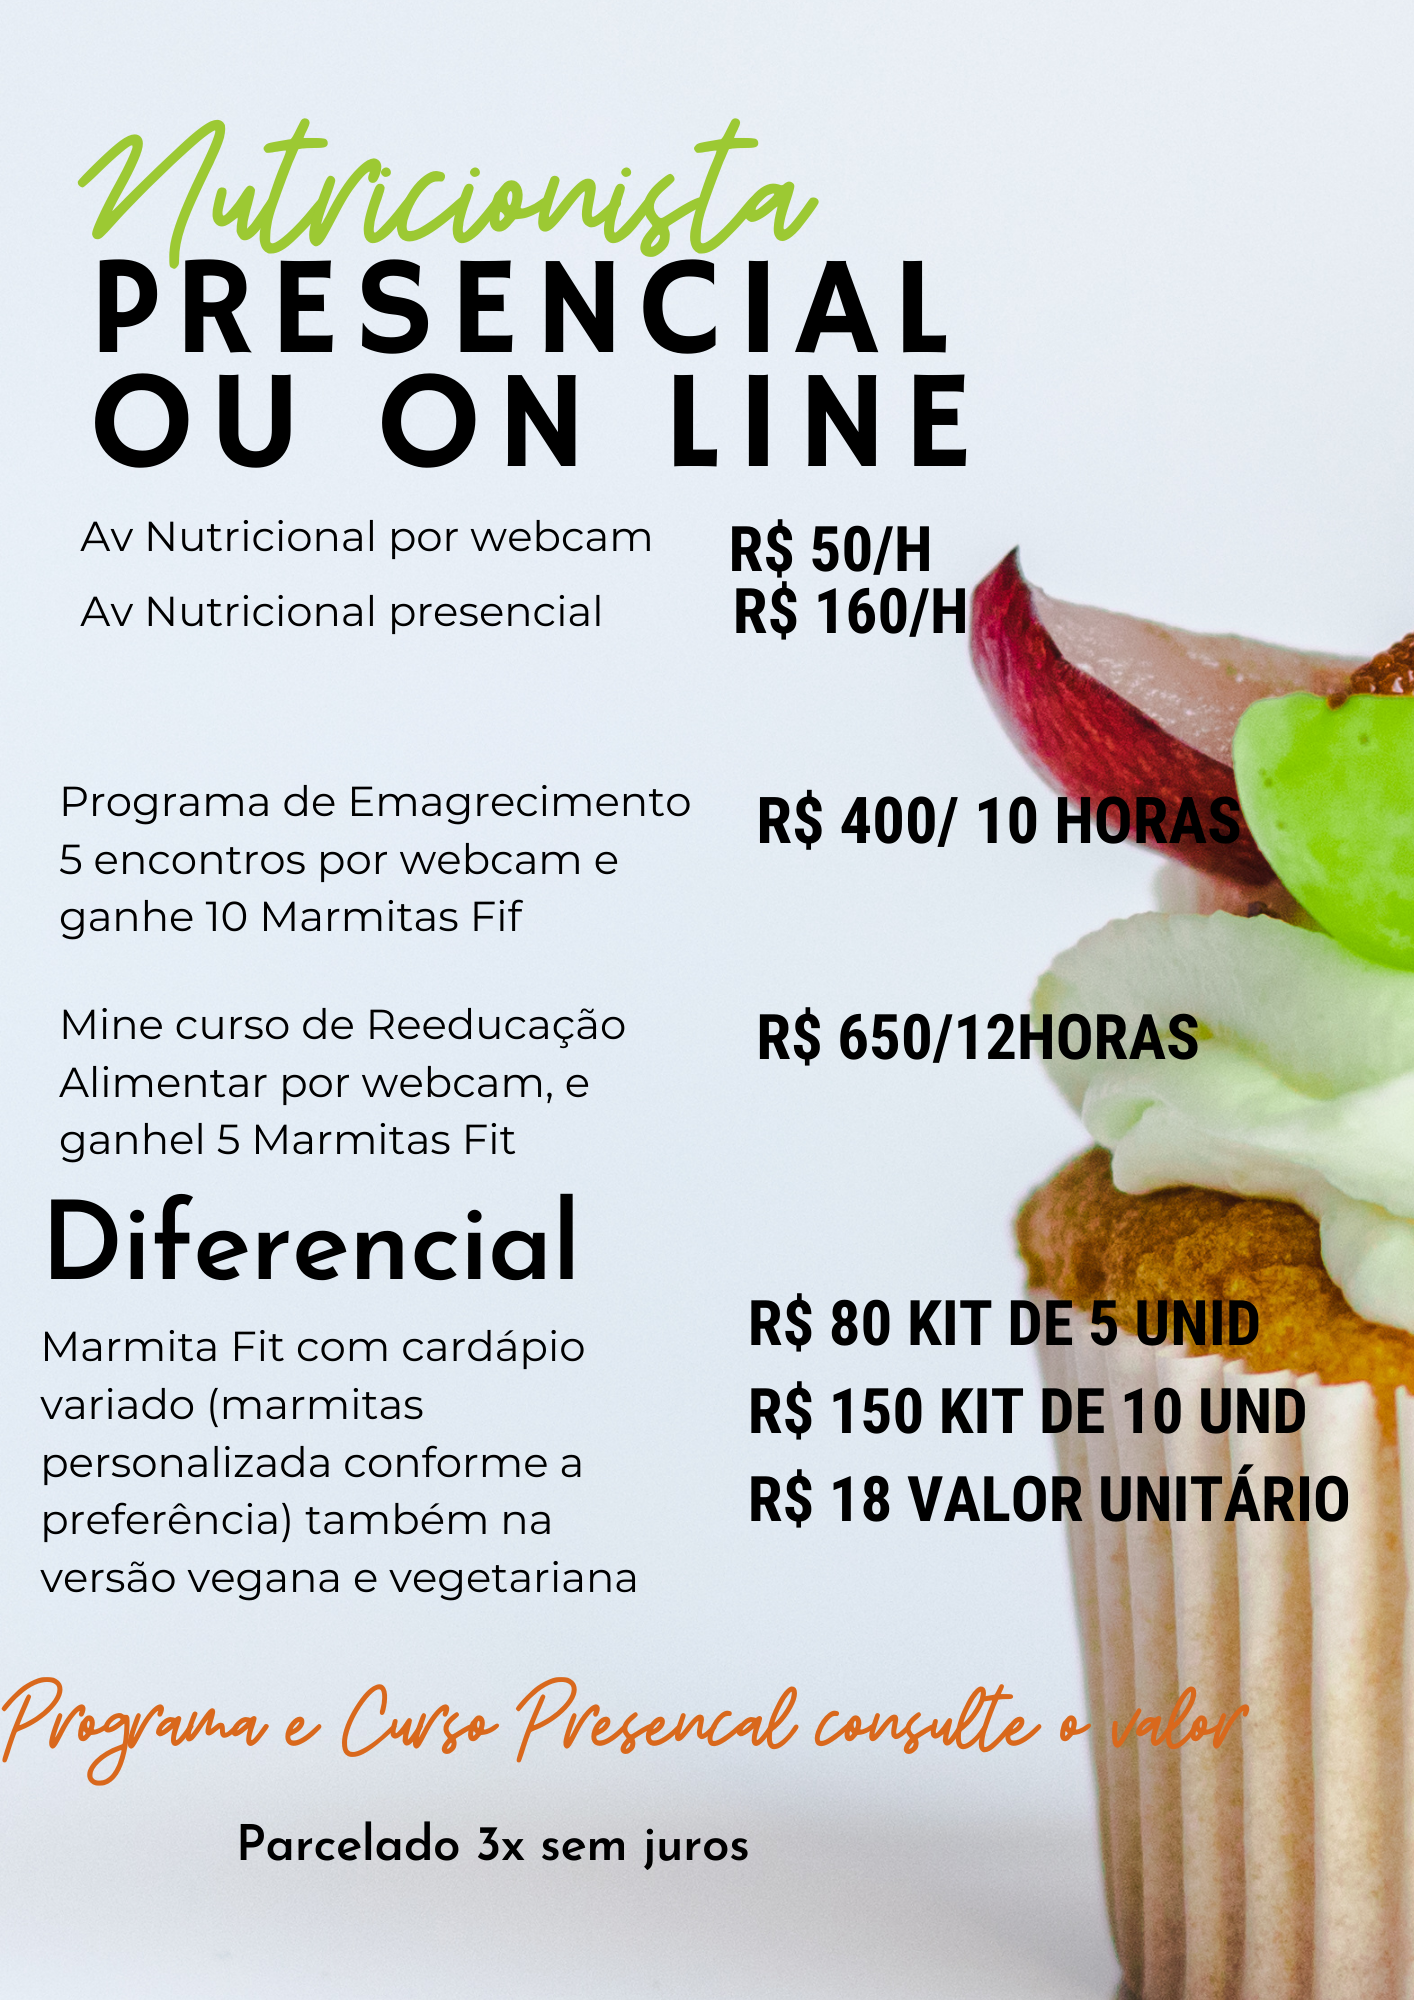 Nutricionista
PRESENCIAL
OU ON LINE
Av Nutricional por webcam R$ 50/H
Av Nutricional presencial R$ 160/H
Programa de Emagrecimento R$ 400/ 10 HORAS
5 encontros por webcam e
ganhe 10 Marmitas Fif
Mine curso de Reeducação R$ 650/12HORAS
Alimentar por webcam, e
ganhel 5 Marmitas Fit
Diferencial
Marmita Fit com cardápio
variado (marmitas
personalizada conforme a
preferência) também na
versão vegana e vegetariana
R$ 80 KIT DE 5 UNID
R$ 150 KIT DE 10 UND
R$ 18 VALOR UNITÁRIO
Programa e Curso Presencal consulte o valor
Parcelado 3x sem juros